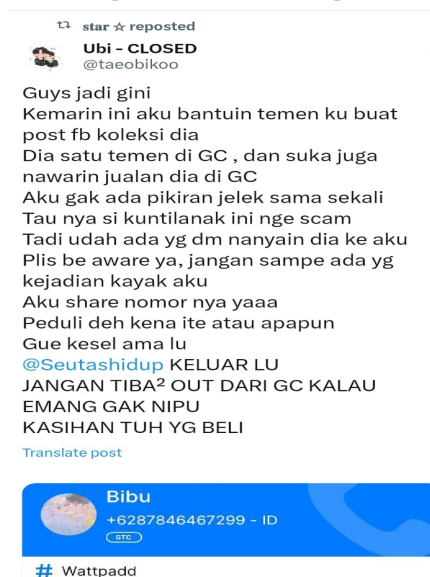 star ☆ reposted
Ubi - CLOSED
@taeobikoo
Guys jadi gini
Kemarin ini aku bantuin temen ku buat
post fb koleksi dia
Dia satu temen di GC , dan suka juga
nawarin jualan dia di GC
Aku gak ada pikiran jelek sama sekali
Tau nya si kuntilanak ini nge scam
Tadi udah ada yg dm nanyain dia ke aku
Plis be aware ya, jangan sampe ada yg
kejadian kayak aku
Aku share nomor nya yaaa
Peduli deh kena ite atau apapun
Gue kesel ama lu
@Seutashidup KELUAR LU
JANGAN TIBA² OUT DARI GC KALAU
EMANG GAK NIPU
KASIHAN TUH YG BELI
Translate post
Bibu
+6287846467299 - ID
GTC
# Wattpadd